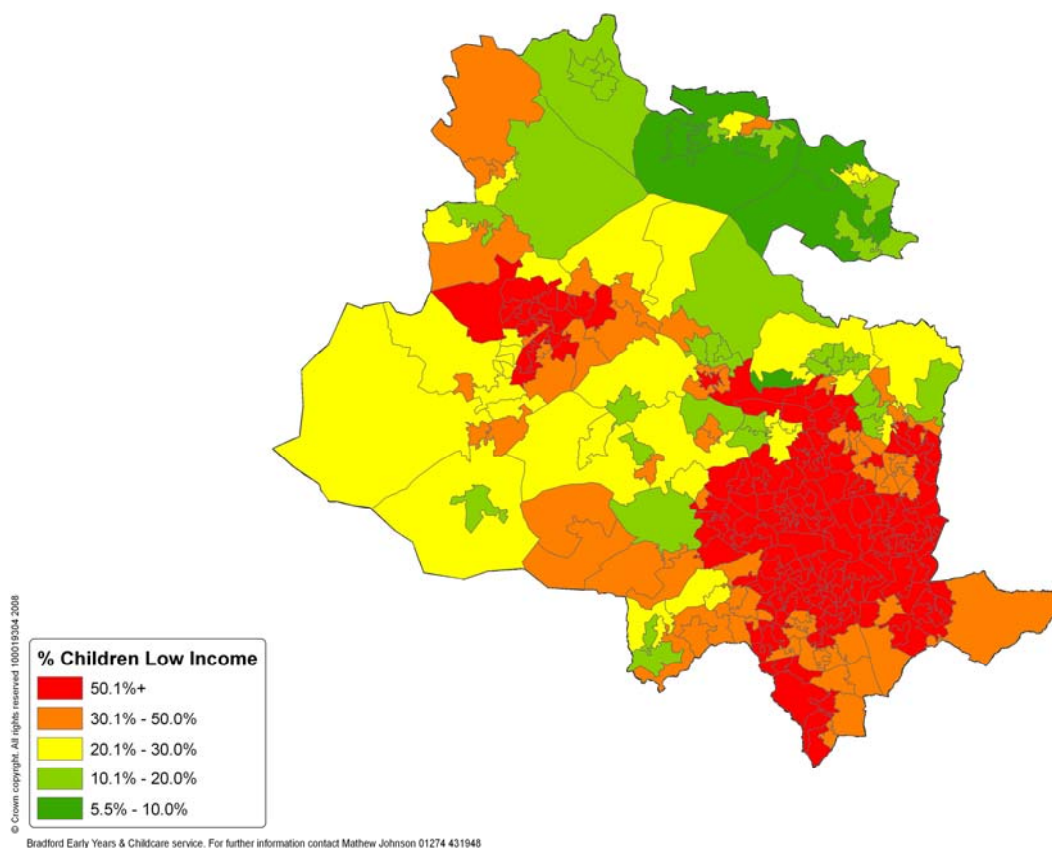 % Children Low Income
50.1%+
30.1% - 50.0%
20.1% - 30.0%
10.1% - 20.0%
5.5% - 10.0%
© Crown copyright. All rights reserved 100019304 2008
Bradford Early Years & Childcare service. For further information contact Mathew Johnson 01274 431948